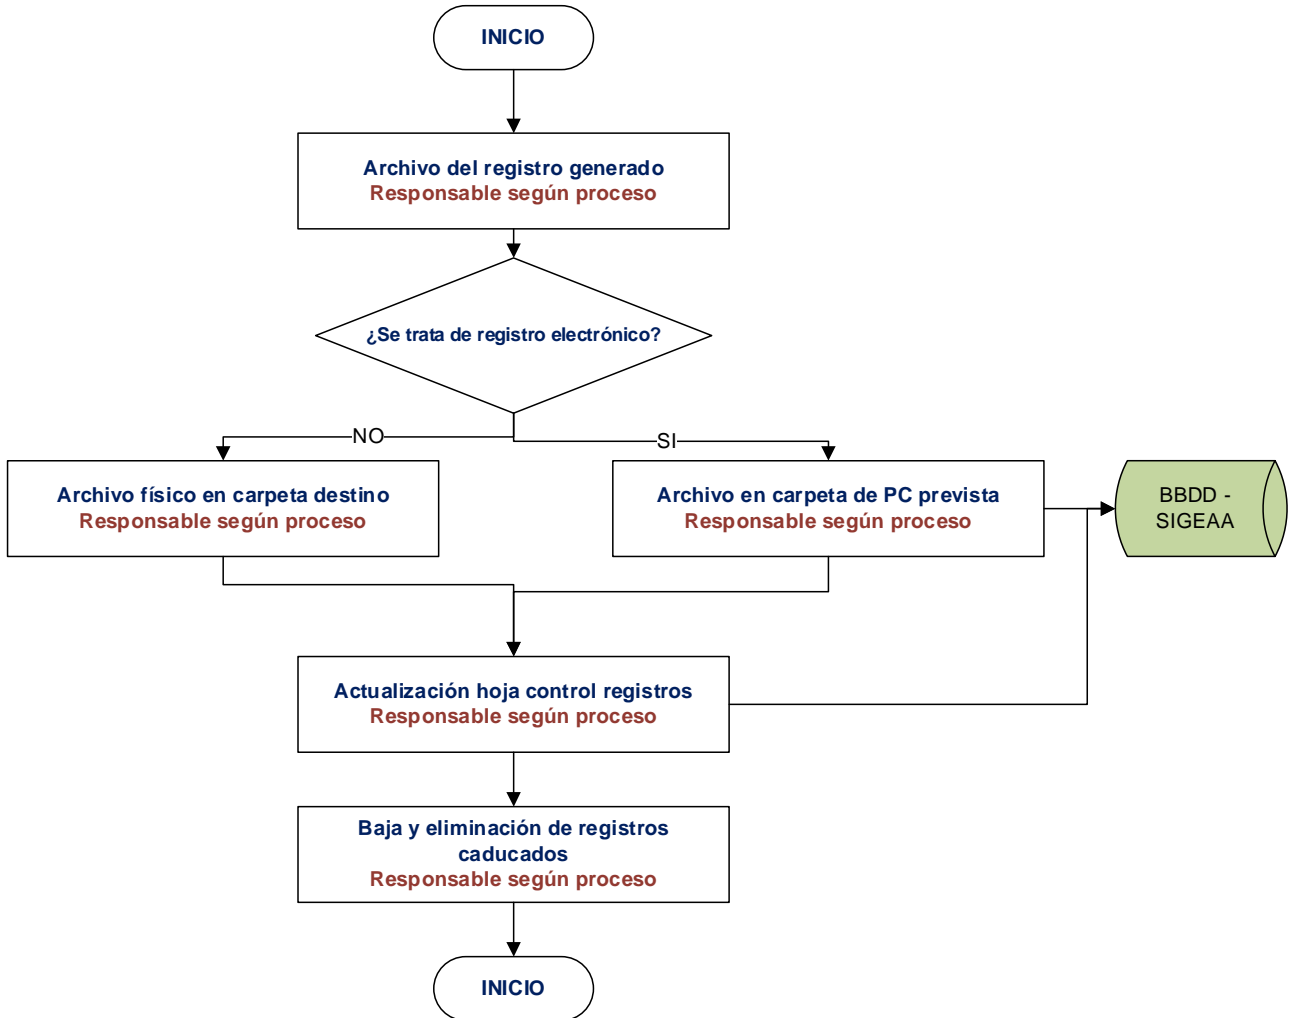 INICIO
Archivo del registro generado
Responsable según proceso
¿Se trata de registro electrónico?
NO
SI
Archivo físico en carpeta destino
Responsable según proceso
Archivo en carpeta de PC prevista
Responsable según proceso
BBDD -
SIGEAA
Actualización hoja control registros
Responsable según proceso
Baja y eliminación de registros
caducados
Responsable según proceso
INICIO